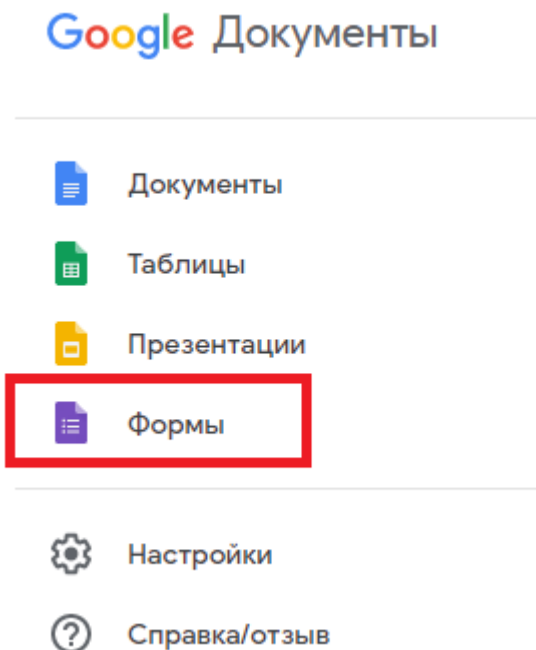 Google Документы
Документы
Таблицы
Презентации
Формы
Настройки
Справка/отзыв